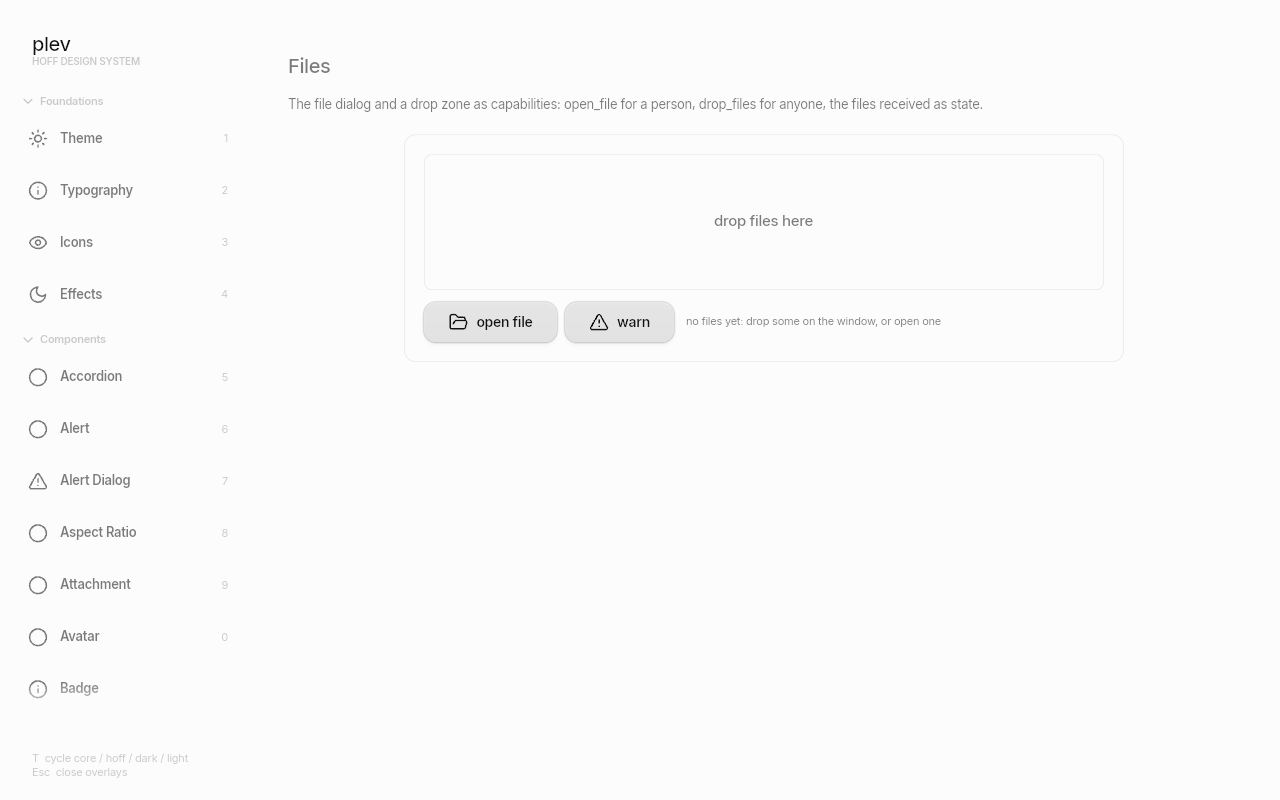 plev
HOFF DESIGN SYSTEM
Foundations
Theme 1
Typography 2
Icons 3
Effects 4
Components
Accordion 5
Alert 6
Alert Dialog 7
Aspect Ratio 8
Attachment 9
Avatar 0
Badge
T cycle core / hoff / dark / light
Esc close overlays
Files
The file dialog and a drop zone as capabilities: open_file for a person, drop_files for anyone, the files received as state.
drop files here
open file
warn
no files yet: drop some on the window, or open one